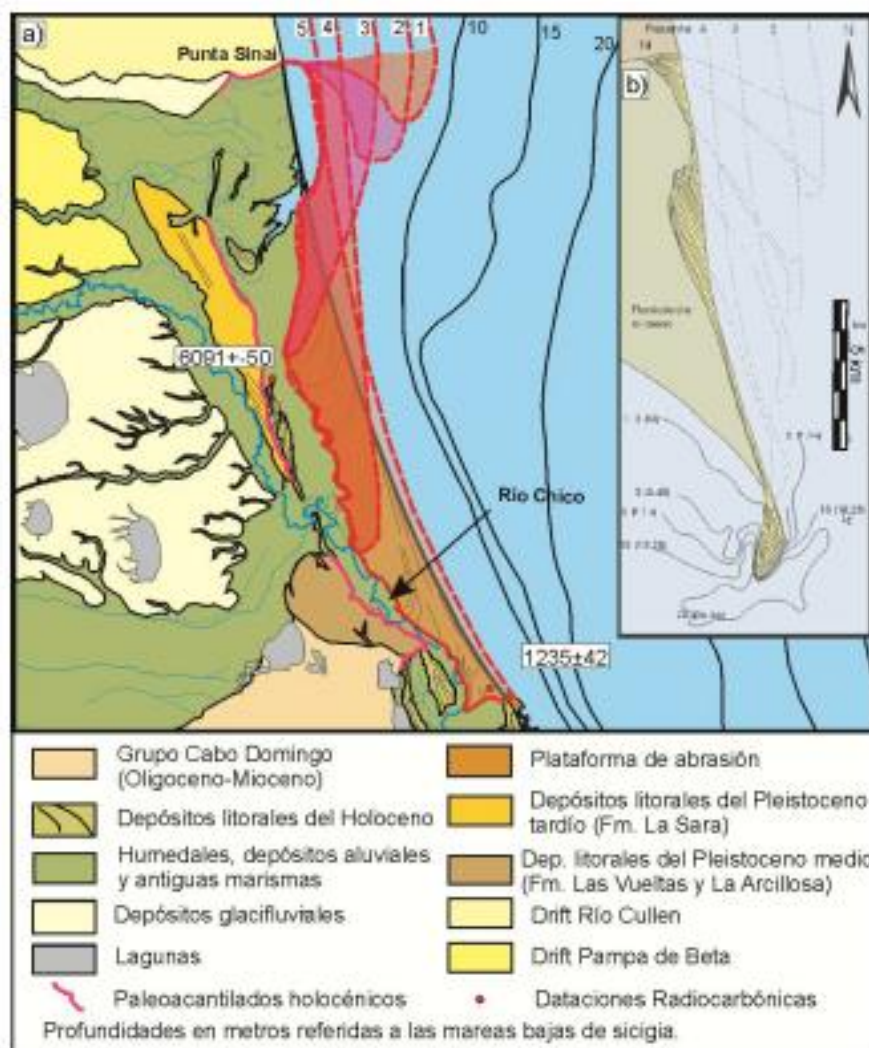 a)
5 4 3 2 1
10
15
20
Punta Sinai
6091+-50
Río Chico
1235±42
b)
Grupo Cabo Domingo
(Oligoceno-Mioceno)
Depósitos litorales del Holoceno
Humedales, depósitos aluviales
y antiguas marismas
Depósitos glacifluviales
Lagunas
Paleoacantilados holocénicos
Plataforma de abrasión
Depósitos litorales del Pleistoceno
tardío (Fm. La Sara)
Dep. litorales del Pleistoceno medio
(Fm. Las Vueltas y La Arcillosa)
Drift Río Cullen
Drift Pampa de Beta
Dataciones Radiocarbónicas
Profundidades en metros referidas a las mareas bajas de sicigia.